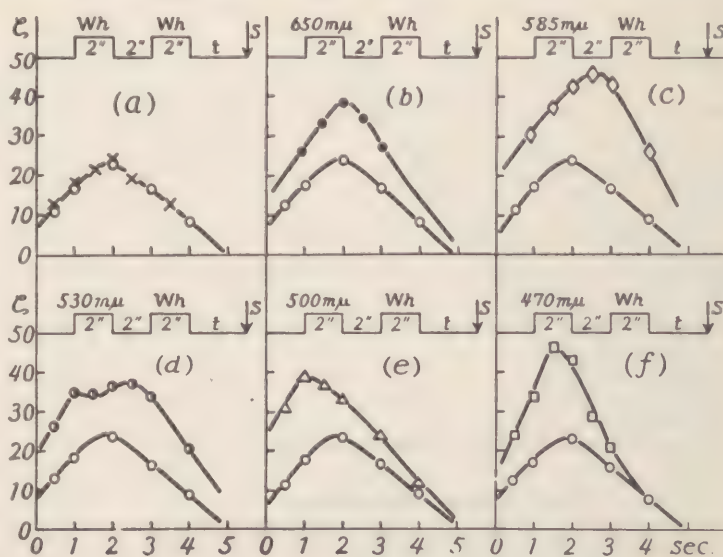 ζ Wh Wh S 650mμ Wh S 585mμ Wh S
50 2" 2" 2" t 2" 2" 2" t 2" 2" 2" t
40 (a) (b) (c)
30
20
10
0
ζ 530mμ Wh S 500mμ Wh S 470mμ Wh S
50 2" 2" 2" t 2" 2" 2" t 2" 2" 2" t
40 (d) (e) (f)
30
20
10
0
0 1 2 3 4 5 0 1 2 3 4 5 0 1 2 3 4 sec